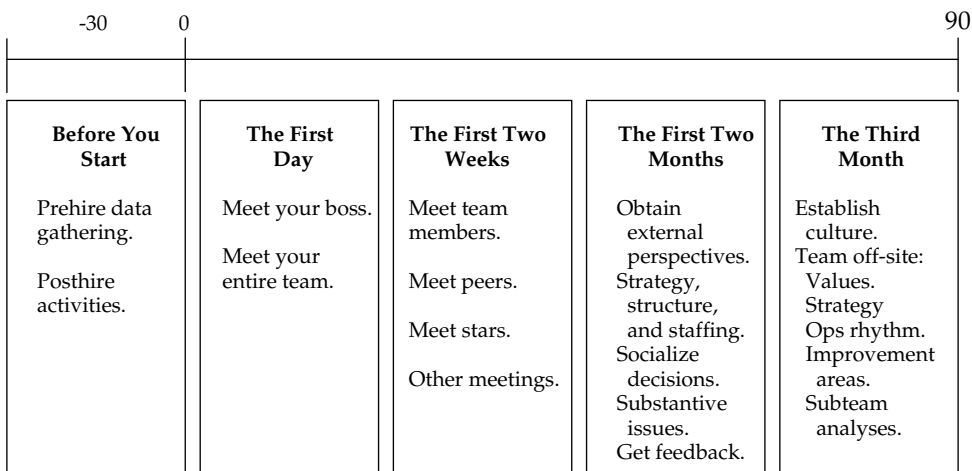 -30 0 90
Before You
Start
Prehire data
gathering.
Posthire
activities.
The First
Day
Meet your boss.
Meet your
entire team.
The First Two
Weeks
Meet team
members.
Meet peers.
Meet stars.
Other meetings.
The First Two
Months
Obtain
external
perspectives.
Strategy,
structure,
and staffing.
Socialize
decisions.
Substantive
issues.
Get feedback.
The Third
Month
Establish
culture.
Team off-site:
Values.
Strategy
Ops rhythm.
Improvement
areas.
Subteam
analyses.